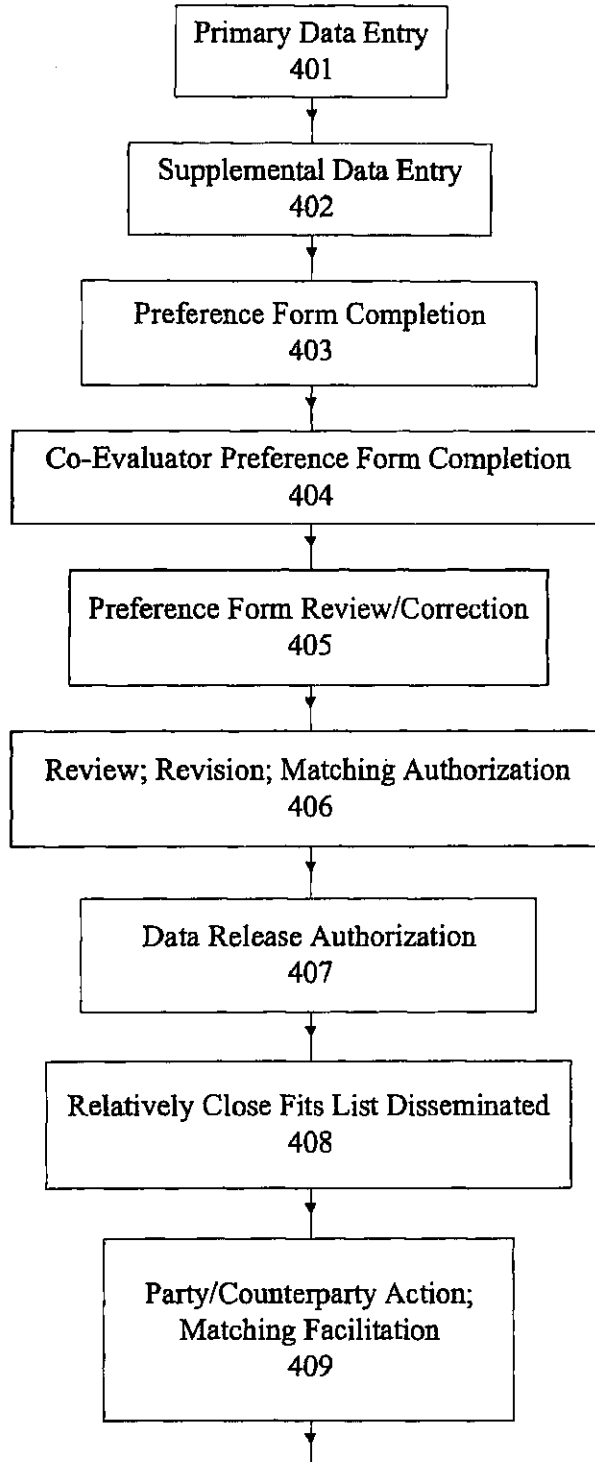 Primary Data Entry
401
Supplemental Data Entry
402
Preference Form Completion
403
Co-Evaluator Preference Form Completion
404
Preference Form Review/Correction
405
Review; Revision; Matching Authorization
406
Data Release Authorization
407
Relatively Close Fits List Disseminated
408
Party/Counterparty Action;
Matching Facilitation
409